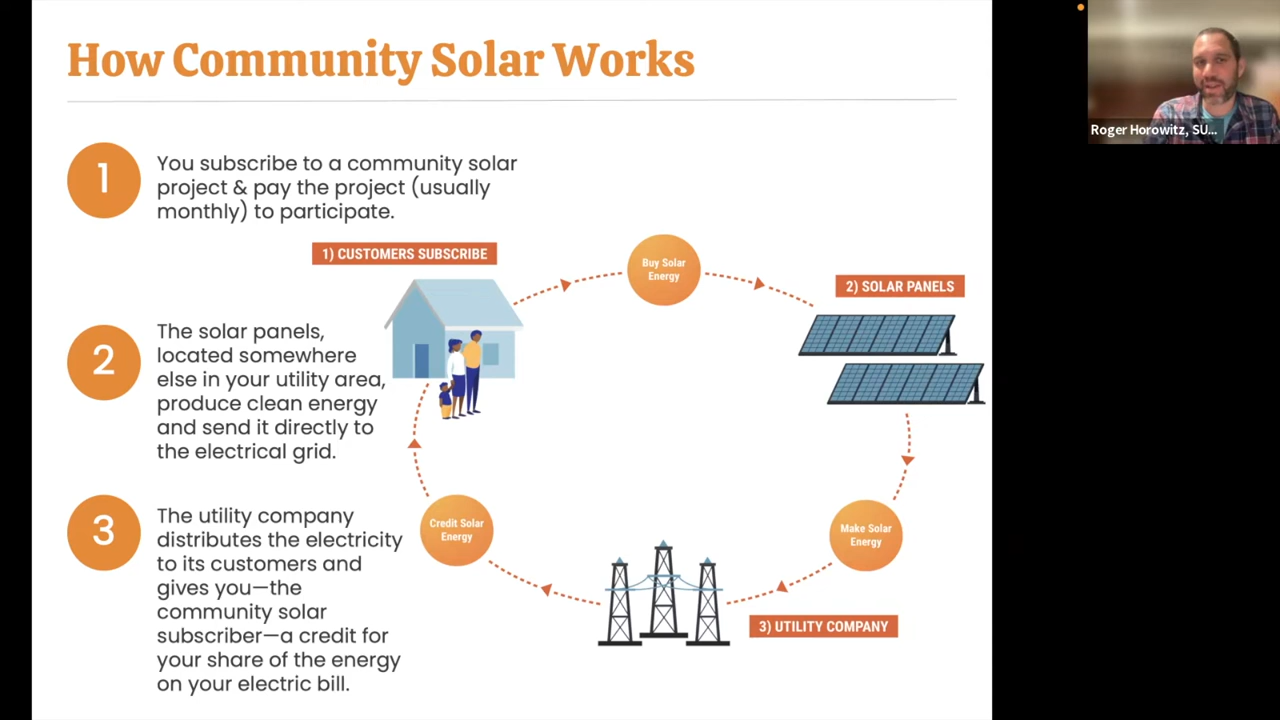 How Community Solar Works
1
You subscribe to a community solar
project & pay the project (usually
monthly) to participate.
1) CUSTOMERS SUBSCRIBE
Buy Solar
Energy
2) SOLAR PANELS
2
The solar panels,
located somewhere
else in your utility area,
produce clean energy
and send it directly to
the electrical grid.
3
The utility company
distributes the electricity
to its customers and
gives you—the
community solar
subscriber—a credit for
your share of the energy
on your electric bill.
Credit Solar
Energy
Make Solar
Energy
3) UTILITY COMPANY
Roger Horowitz, SU...